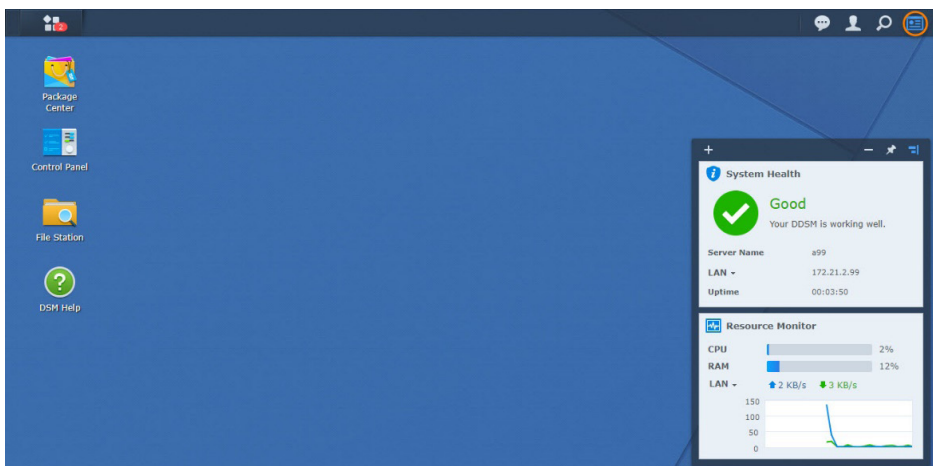 2
Package
Center
Control Panel
File Station
DSM Help
System Health
Good
Your DDSM is working well.
Server Name a99
LAN 172.21.2.99
Uptime 00:03:50
Resource Monitor
CPU 2%
RAM 12%
LAN 2 KB/s 3 KB/s
150
100
50
0